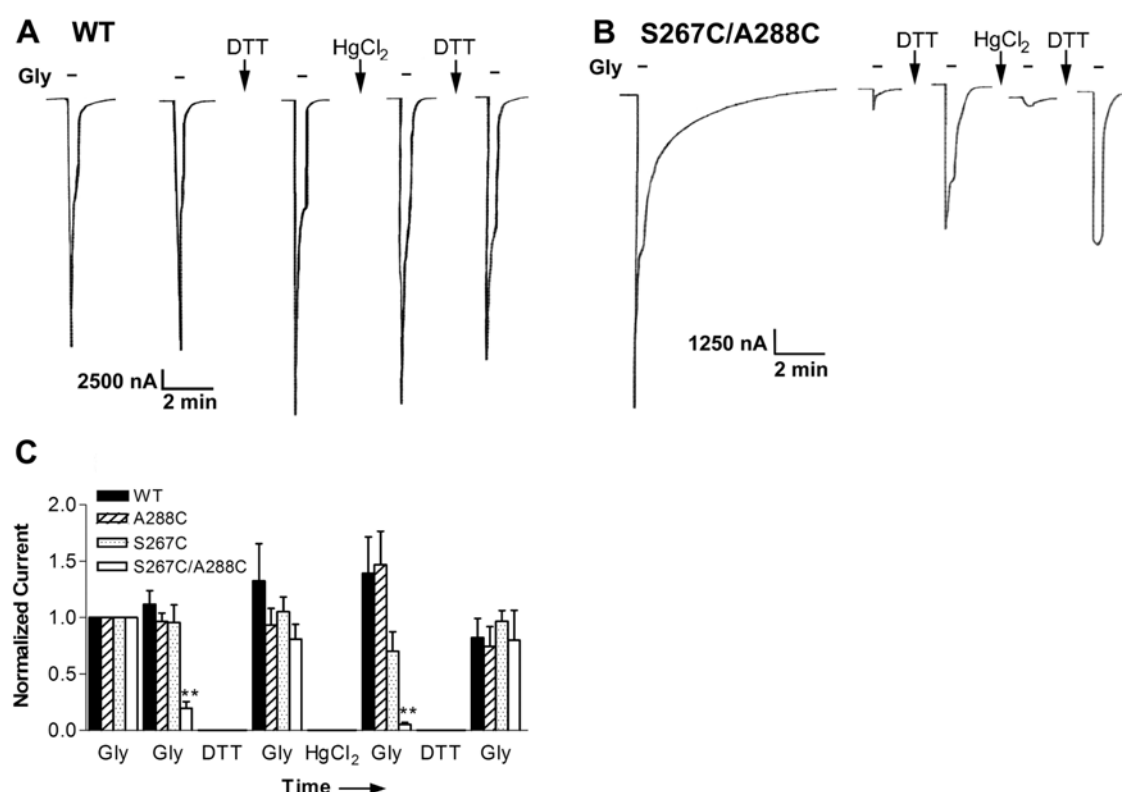 A WT
DTT HgCl2 DTT
Gly
2500 nA
2 min
B S267C/A288C
DTT HgCl2 DTT
Gly
1250 nA
2 min
C
WT
A288C
S267C
S267C/A288C
Normalized Current
2.0
1.5
1.0
0.5
0.0
**
**
Gly Gly DTT Gly HgCl2 Gly DTT Gly
Time